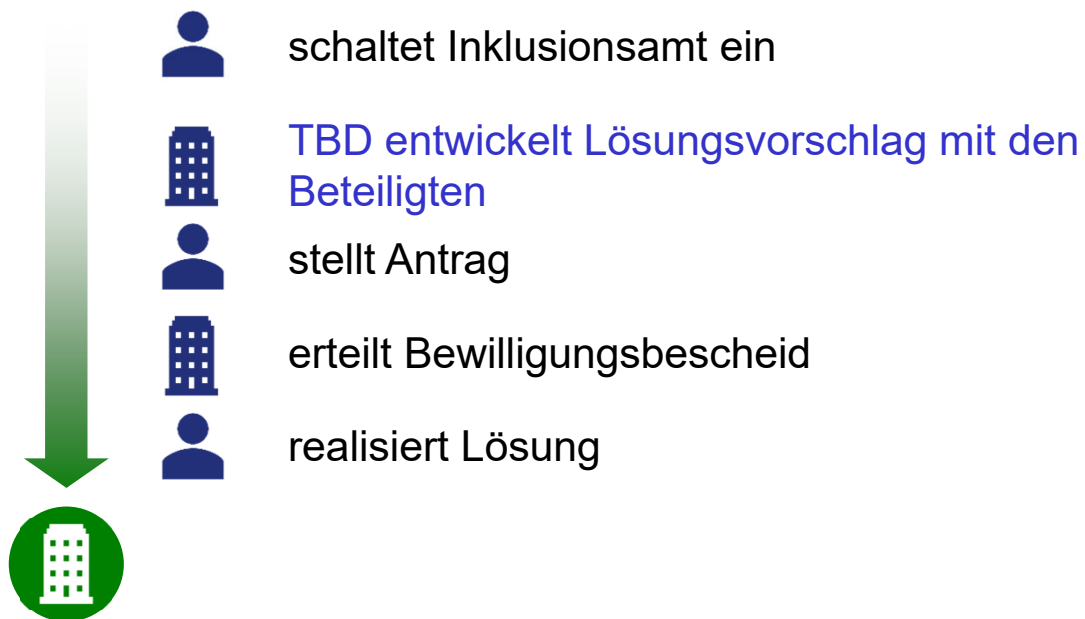 schaltet Inklusionsamt ein
TBD entwickelt Lösungsvorschlag mit den
Beteiligten
stellt Antrag
erteilt Bewilligungsbescheid
realisiert Lösung